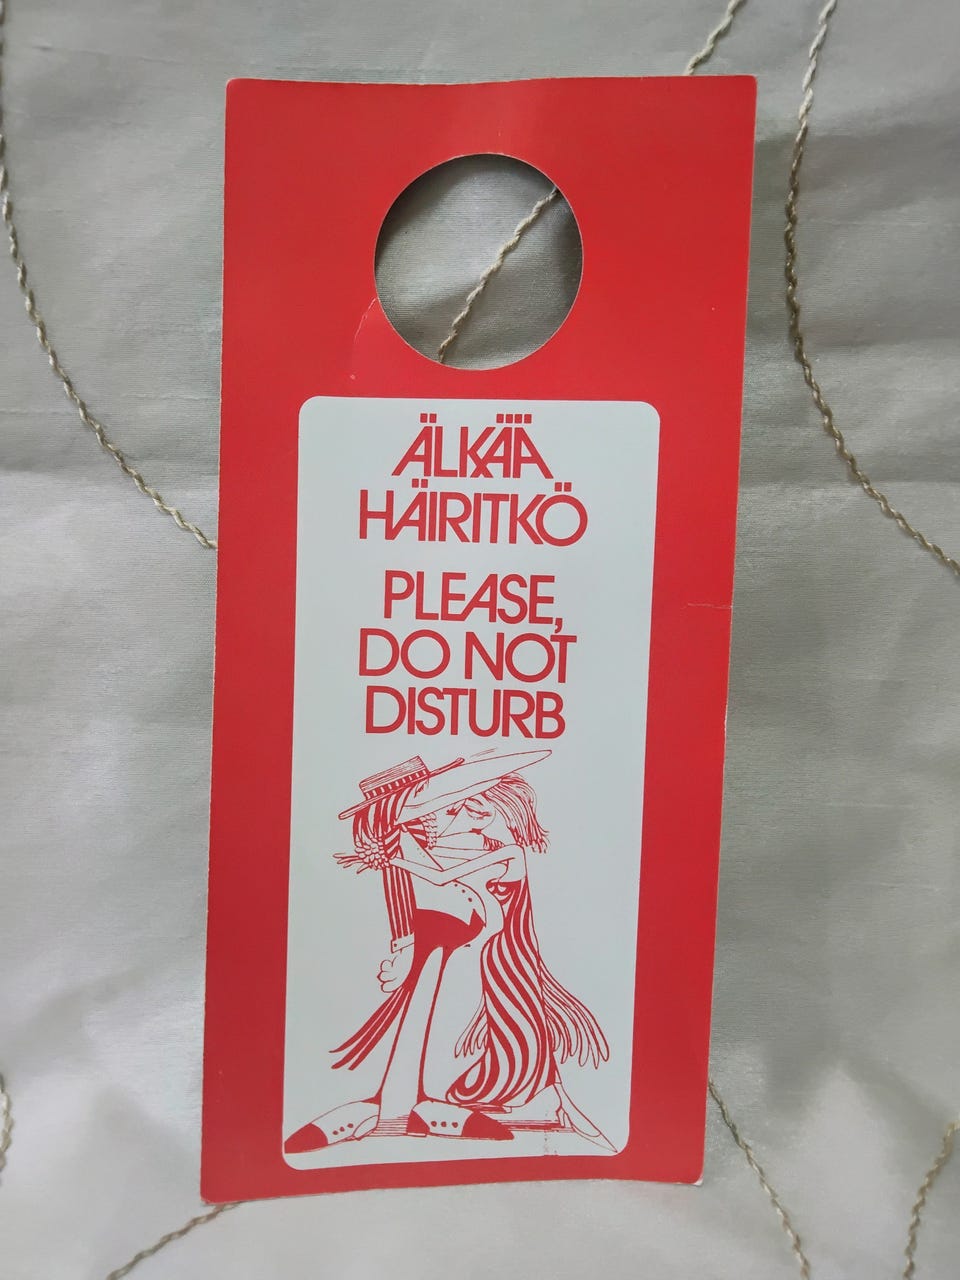 ÄLKÄÄ
HÄIRITKÖ
PLEASE,
DO NOT
DISTURB